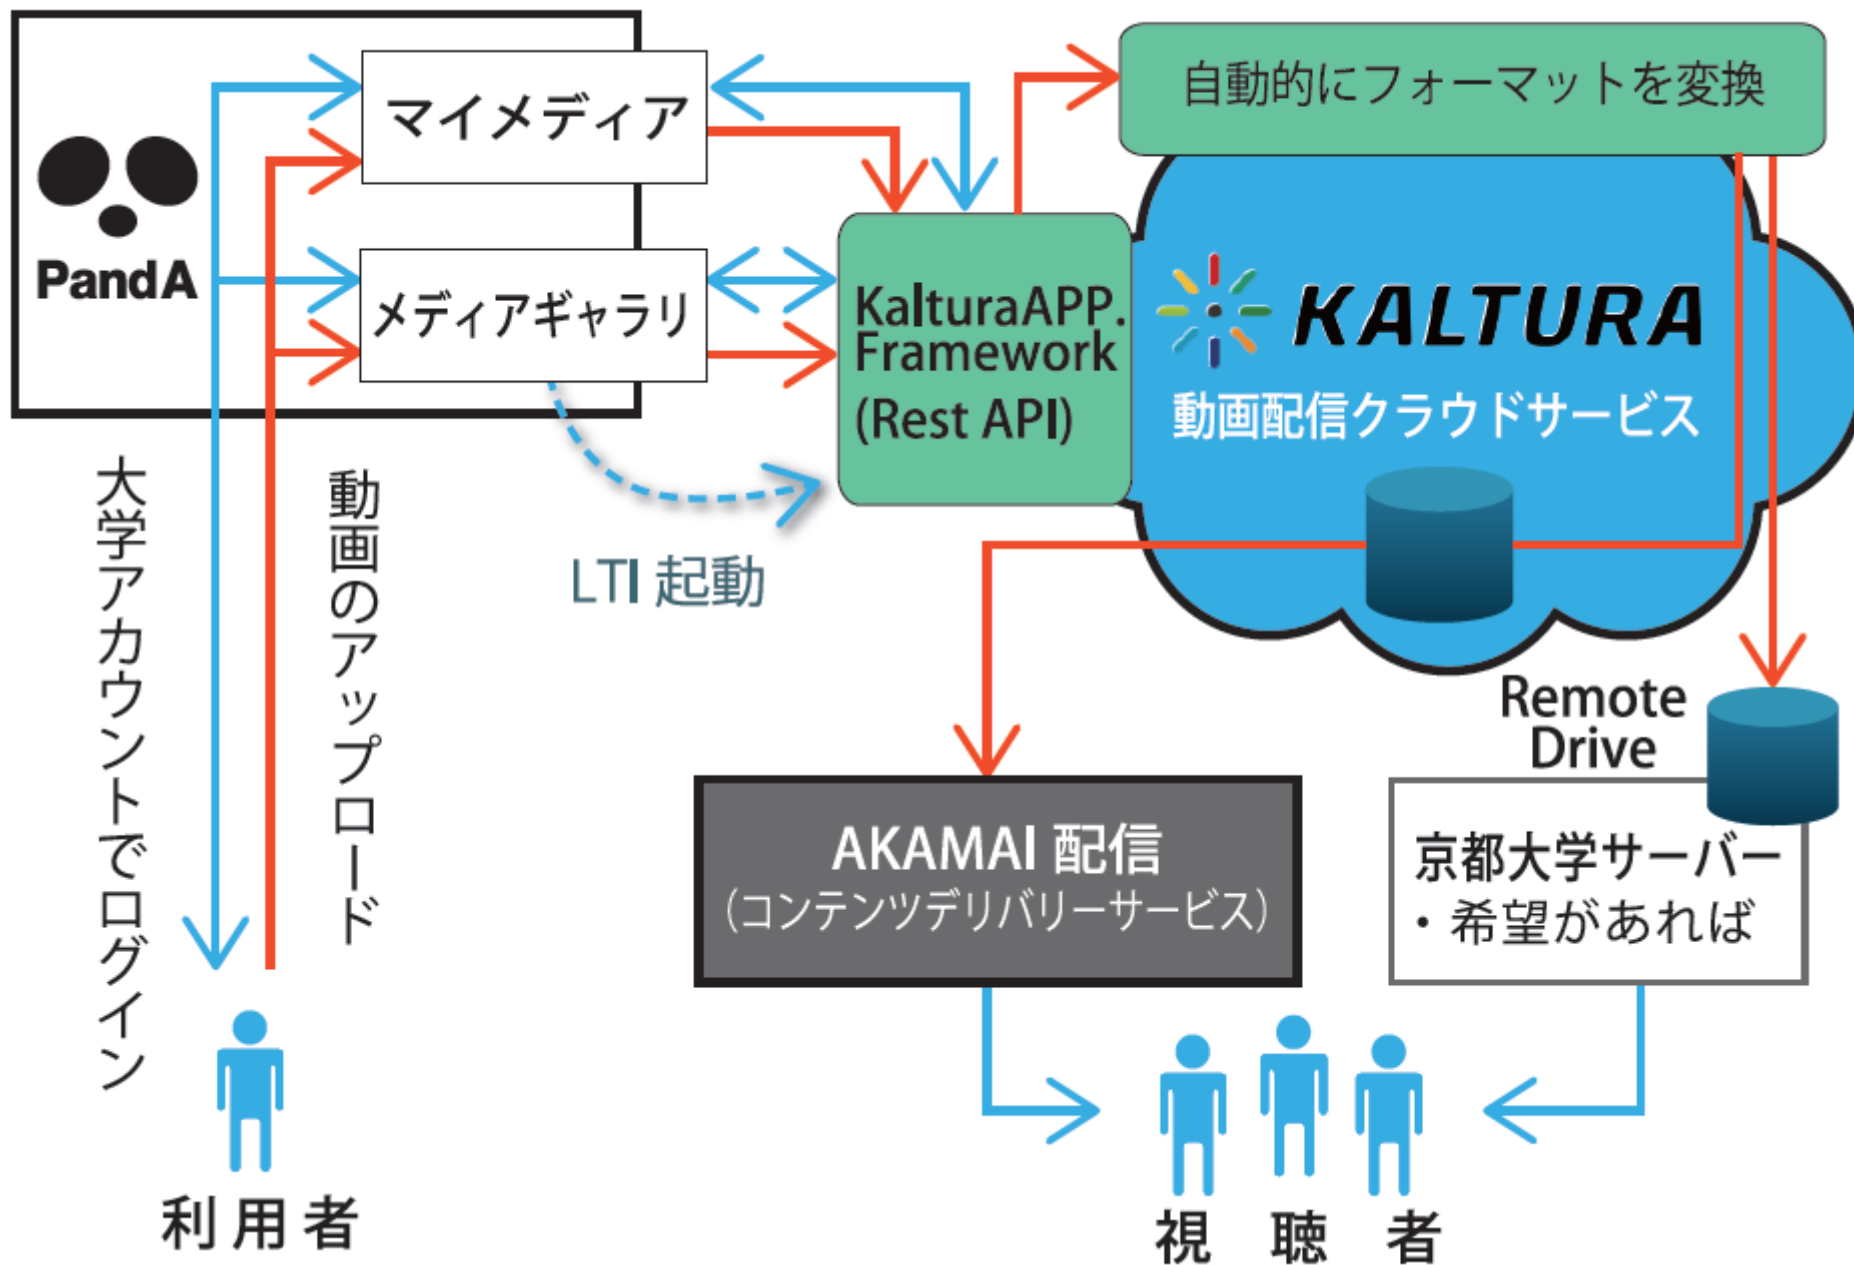 自動的にフォーマットを変換
マイメディア
PandA
メディアギャラリ
KalturaAPP.
Framework
(Rest API)
KALTURA
動画配信クラウドサービス
大学アカウントでログイン
動画のアップロード
LTI 起動
Remote
Drive
AKAMAI 配信
（コンテンツデリバリーサービス）
京都大学サーバー
・希望があれば
利用者
視聴者